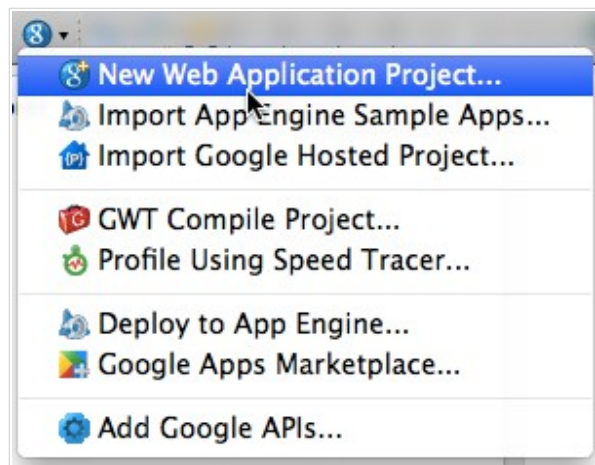 New Web Application Project...
Import App Engine Sample Apps...
Import Google Hosted Project...
GWT Compile Project...
Profile Using Speed Tracer...
Deploy to App Engine...
Google Apps Marketplace...
Add Google APIs...